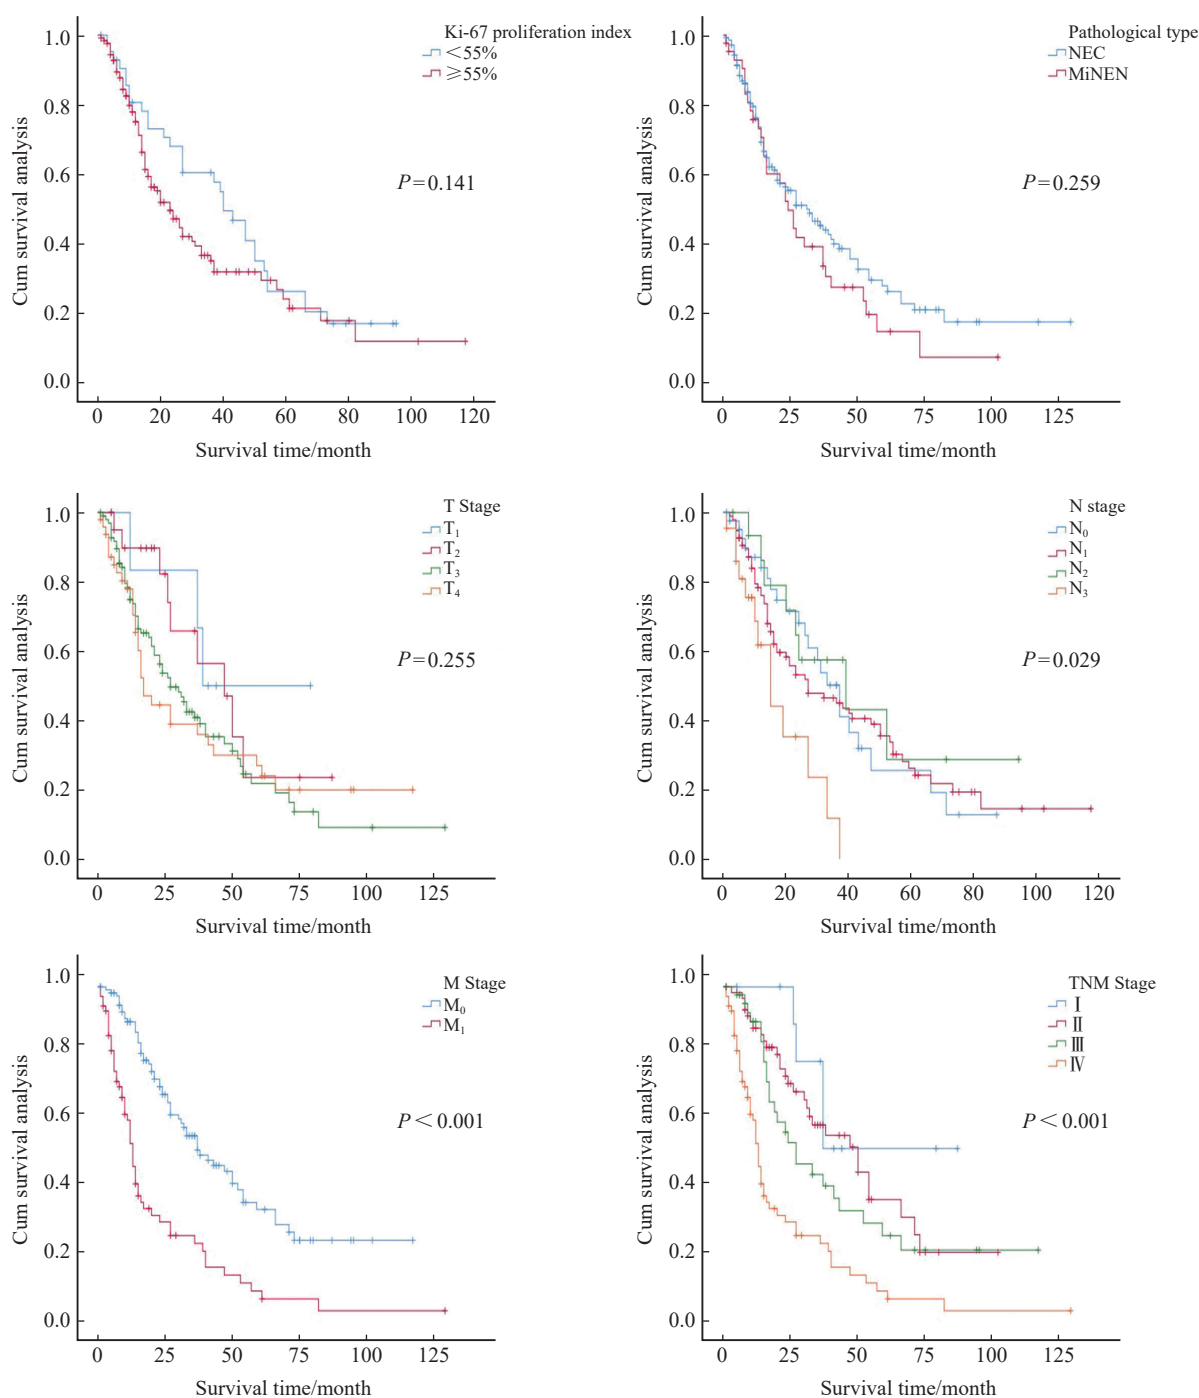 Ki-67 proliferation index
<55%
≥55%
1.0
0.8
0.6
0.4
0.2
0.0
Cum survival analysis
P=0.141
0 20 40 60 80 100 120
Survival time/month
Pathological type
NEC
MiNEN
1.0
0.8
0.6
0.4
0.2
0.0
Cum survival analysis
P=0.259
0 25 50 75 100 125
Survival time/month
T Stage
T₁
T₂
T₃
T₄
1.0
0.8
0.6
0.4
0.2
0.0
Cum survival analysis
P=0.255
0 25 50 75 100 125
Survival time/month
N stage
N₀
N₁
N₂
N₃
1.0
0.8
0.6
0.4
0.2
0.0
Cum survival analysis
P=0.029
0 20 40 60 80 100 120
Survival time/month
M Stage
M₀
M₁
1.0
0.8
0.6
0.4
0.2
0.0
Cum survival analysis
P<0.001
0 25 50 75 100 125
Survival time/month
TNM Stage
Ⅰ
Ⅱ
Ⅲ
Ⅳ
1.0
0.8
0.6
0.4
0.2
0.0
Cum survival analysis
P<0.001
0 25 50 75 100 125
Survival time/month